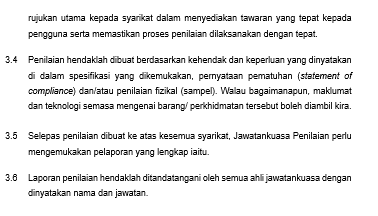 rujukan utama kepada syarikat dalam menyediakan tawaran yang tepat kepada
pengguna serta memastikan proses penilaian dilaksanakan dengan tepat.
3.4 Penilaian hendaklah dibuat berdasarkan kehendak dan keperluan yang dinyatakan
di dalam spesifikasi yang dikemukakan, pernyataan pematuhan (statement of
compliance) dan/atau penilaian fizikal (sampel). Walau bagaimanapun, maklumat
dan teknologi semasa mengenai barang/ perkhidmatan tersebut boleh diambil kira.
3.5 Selepas penilaian dibuat ke atas kesemua syarikat, Jawatankuasa Penilaian perlu
mengemukakan pelaporan yang lengkap iaitu.
3.6 Laporan penilaian hendaklah ditandatangani oleh semua ahli jawatankuasa dengan
dinyatakan nama dan jawatan.